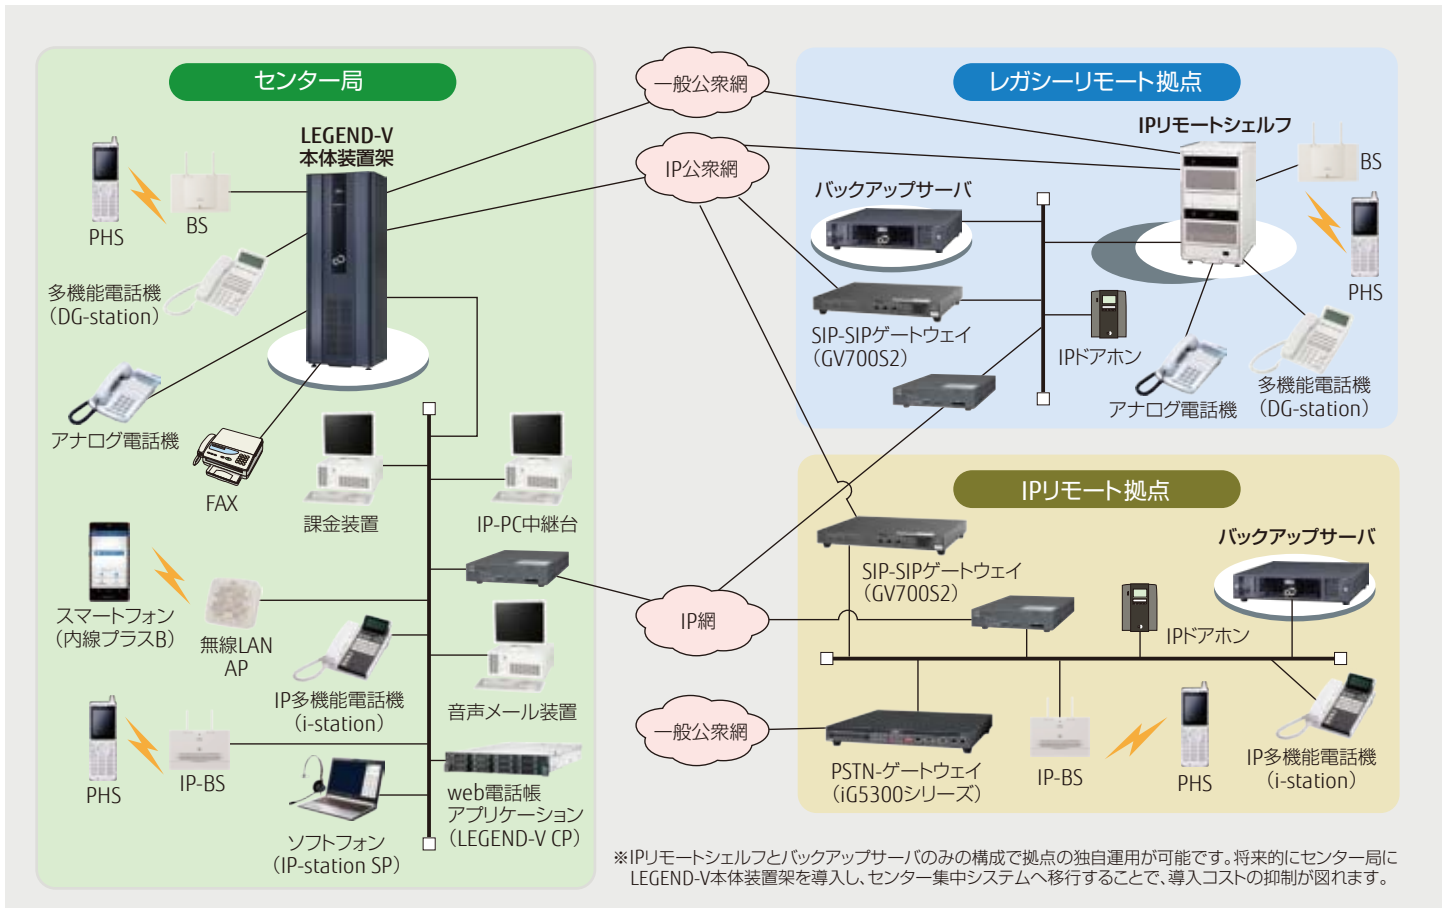 センター局
LEGEND-V
本体装置架
PHS
BS
多機能電話機
（DG-station）
アナログ電話機
FAX
課金装置
IP-PC中継台
スマートフォン
（内線プラスB）
無線LAN
AP
IP多機能電話機
（i-station）
音声メール装置
PHS
IP-BS
ソフトフォン
（IP-station SP）
web電話帳
アプリケーション
（LEGEND-V CP）
一般公衆網
IP公衆網
IP網
一般公衆網
レガシーリモート拠点
IPリモートシェルフ
BS
バックアップサーバ
PHS
SIP-SIPゲートウェイ
（GV700S2）
IPドアホン
アナログ電話機
多機能電話機
（DG-station）
IPリモート拠点
バックアップサーバ
SIP-SIPゲートウェイ
（GV700S2）
IPドアホン
PSTN-ゲートウェイ
（iG5300シリーズ）
IP-BS
PHS
IP多機能電話機
（i-station）
※IPリモートシェルフとバックアップサーバのみの構成で拠点の独自運用が可能です。将来的にセンター局に
LEGEND-V本体装置架を導入し、センター集中システムへ移行することで、導入コストの抑制が図れます。